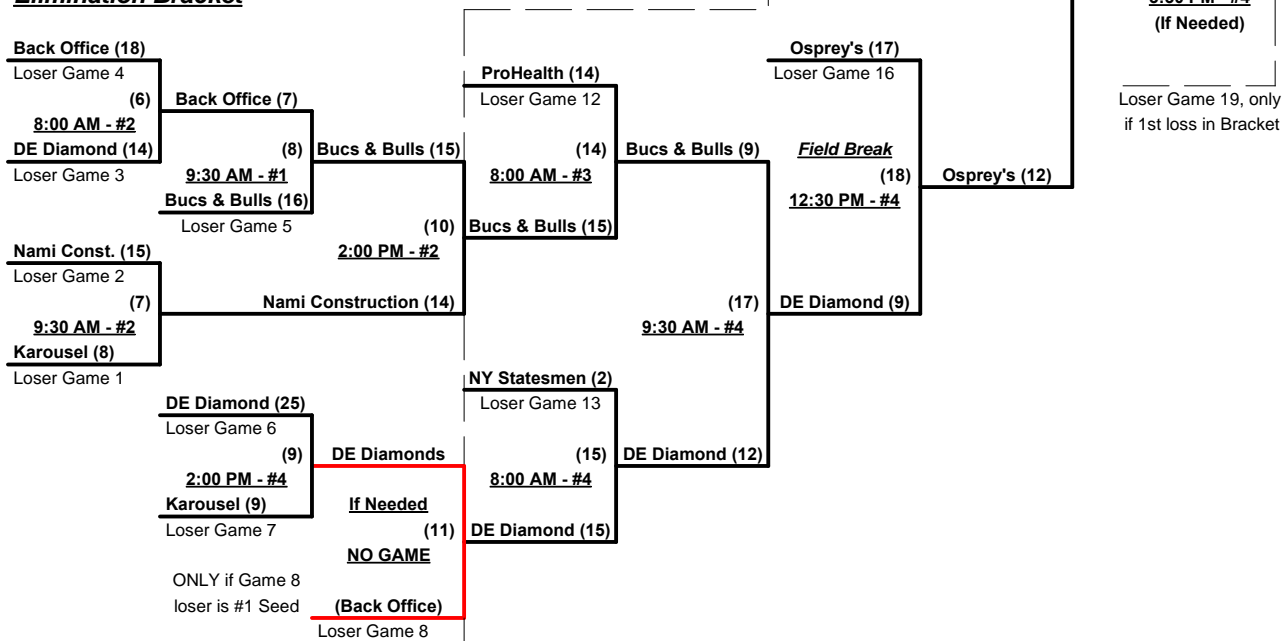 Elimination Bracket
(If Needed)
Loser Game 19, only
if 1st loss in Bracket
Back Office (18)
Loser Game 4
(6)
8:00 AM - #2
DE Diamond (14)
Loser Game 3
Back Office (7)
(8)
9:30 AM - #1
Bucs & Bulls (16)
Loser Game 5
Nami Const. (15)
Loser Game 2
(7)
9:30 AM - #2
Karousel (8)
Loser Game 1
Bucs & Bulls (15)
(10)
2:00 PM - #2
Nami Construction (14)
DE Diamond (25)
Loser Game 6
(9)
2:00 PM - #4
Karousel (9)
Loser Game 7
ONLY if Game 8
loser is #1 Seed
DE Diamonds
If Needed
(11)
NO GAME
(Back Office)
Loser Game 8
ProHealth (14)
Loser Game 12
(14)
8:00 AM - #3
Bucs & Bulls (15)
NY Statesmen (2)
Loser Game 13
(15)
8:00 AM - #4
DE Diamond (15)
Bucs & Bulls (9)
(17)
9:30 AM - #4
DE Diamond (12)
Osprey's (17)
Loser Game 16
Field Break
(18)
12:30 PM - #4
DE Diamond (9)
Osprey's (12)